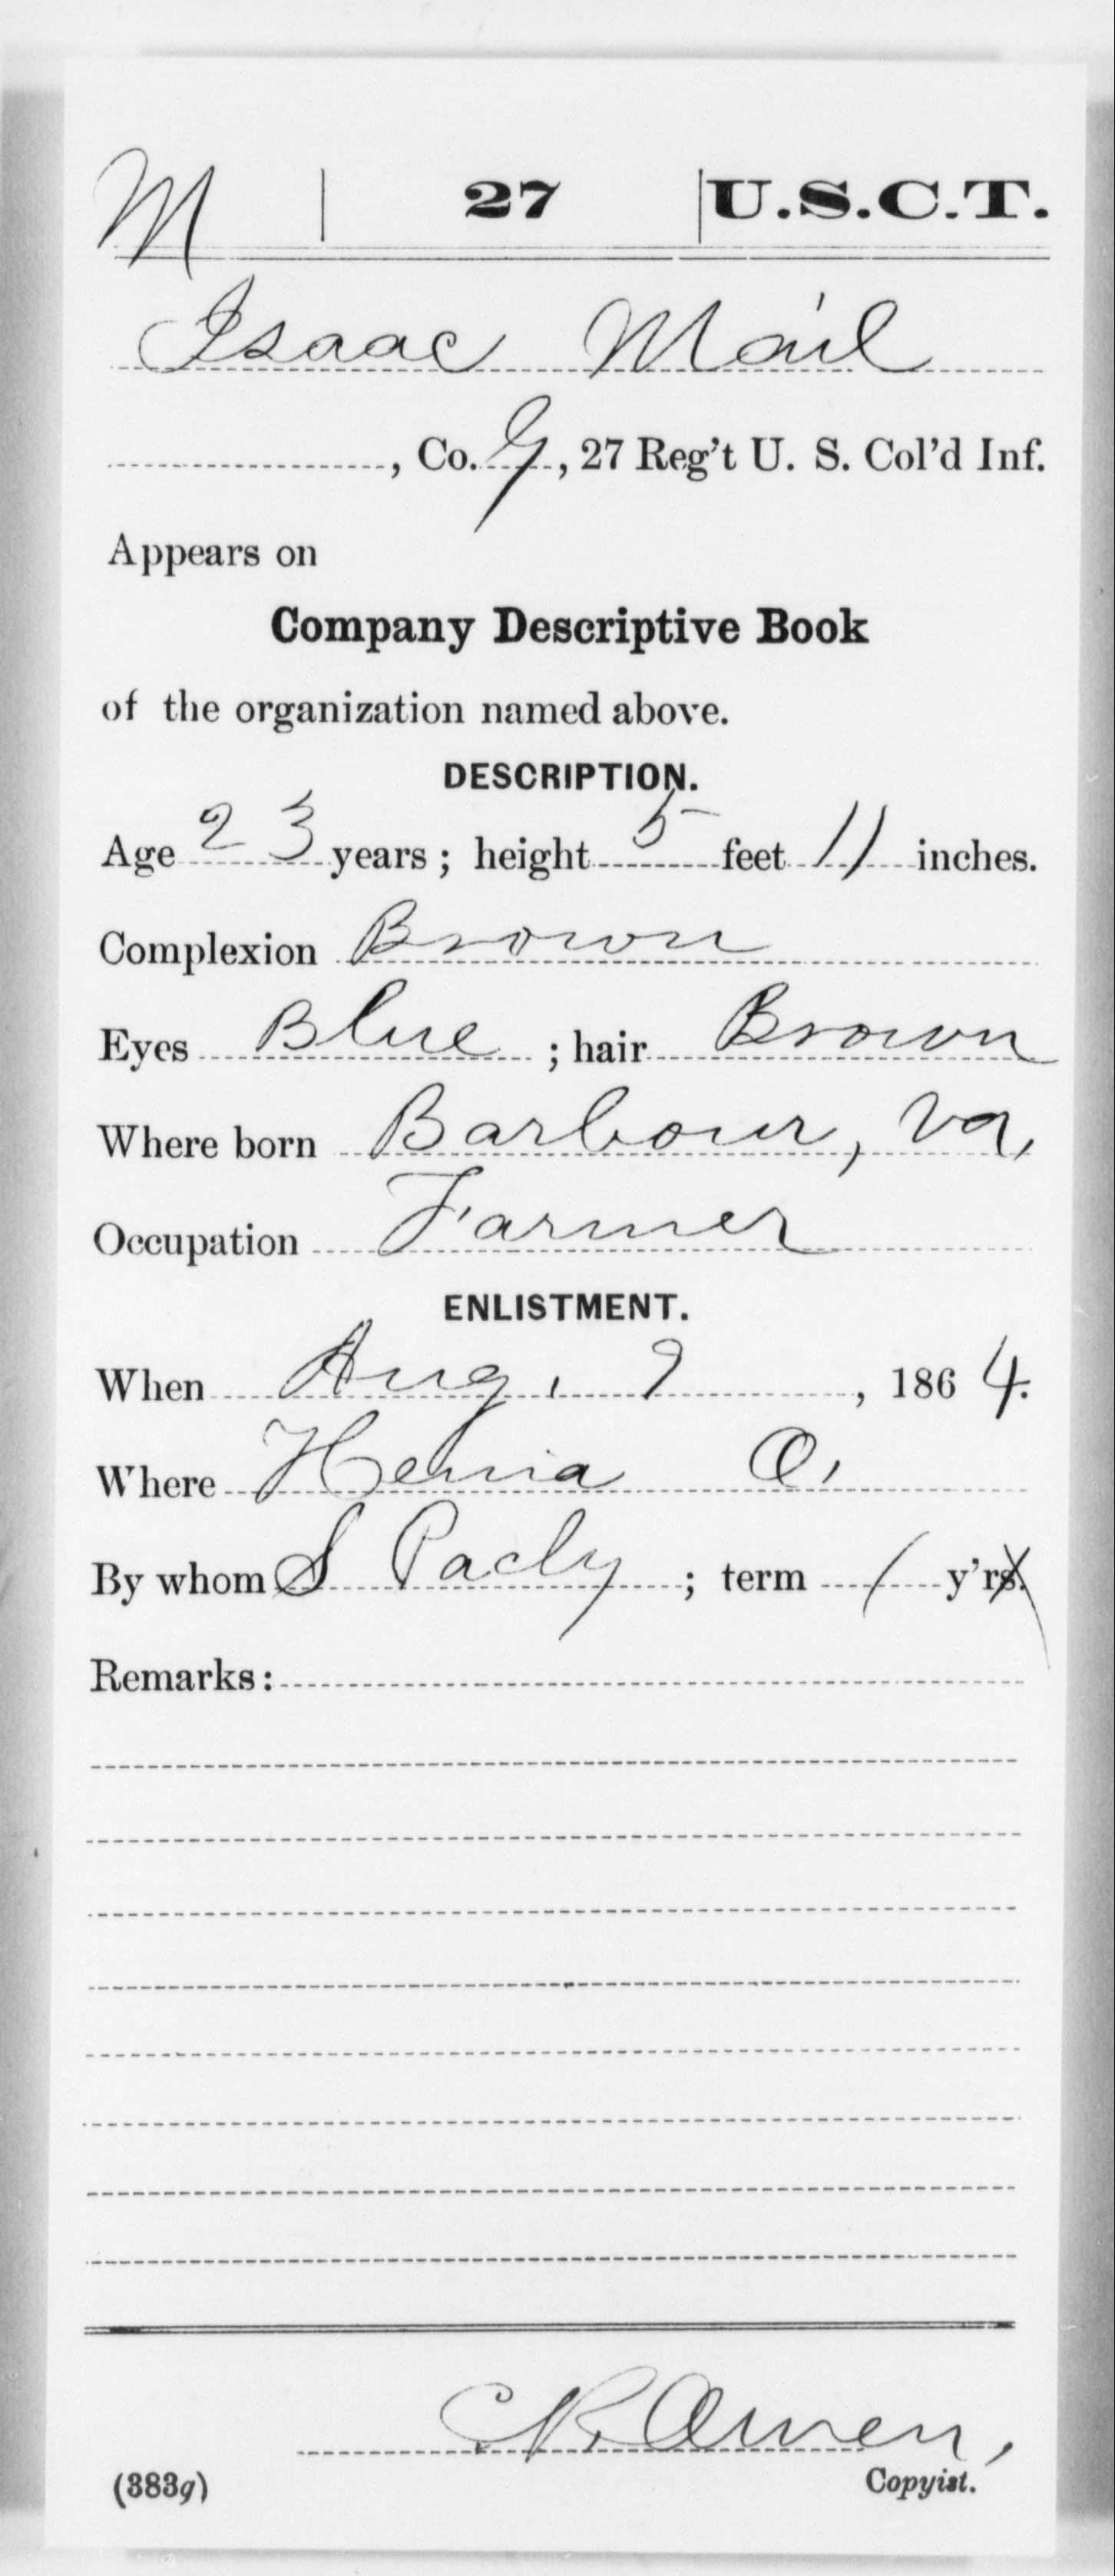 M | 27 | U.S.C.T.
Isaac Mail
, Co. G, 27 Reg't U. S. Col'd Inf.
Appears on
Company Descriptive Book
of the organization named above.
DESCRIPTION.
Age 23 years; height 5 feet 11 inches.
Complexion Brown
Eyes Blue; hair Brown
Where born Barbour, Va,
Occupation Farmer
ENLISTMENT.
When Aug. 9, 1864.
Where Henia O.
By whom S Pacly; term 1 y'rs.
Remarks:
C R Owen,
(383g) Copyist.